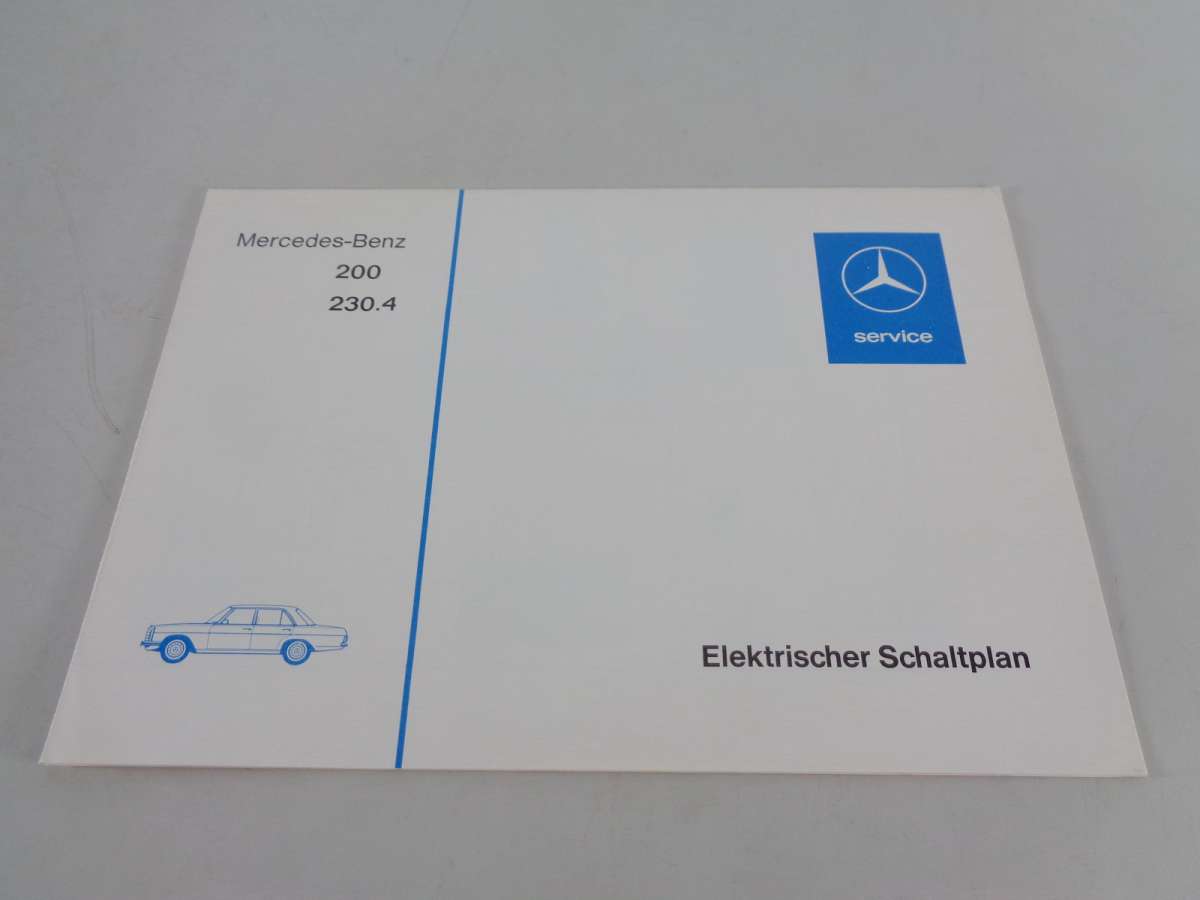 Mercedes-Benz
200
230.4
service
Elektrischer Schaltplan